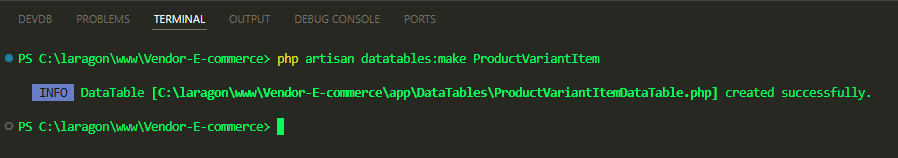 DEVDB PROBLEMS TERMINAL OUTPUT DEBUG CONSOLE PORTS
PS C:\laragon\www\Vendor-E-commerce> php artisan datatables:make ProductVariantItem
INFO DataTable [C:\laragon\www\Vendor-E-commerce\app\DataTables\ProductVariantItemDataTable.php] created successfully.
PS C:\laragon\www\Vendor-E-commerce>